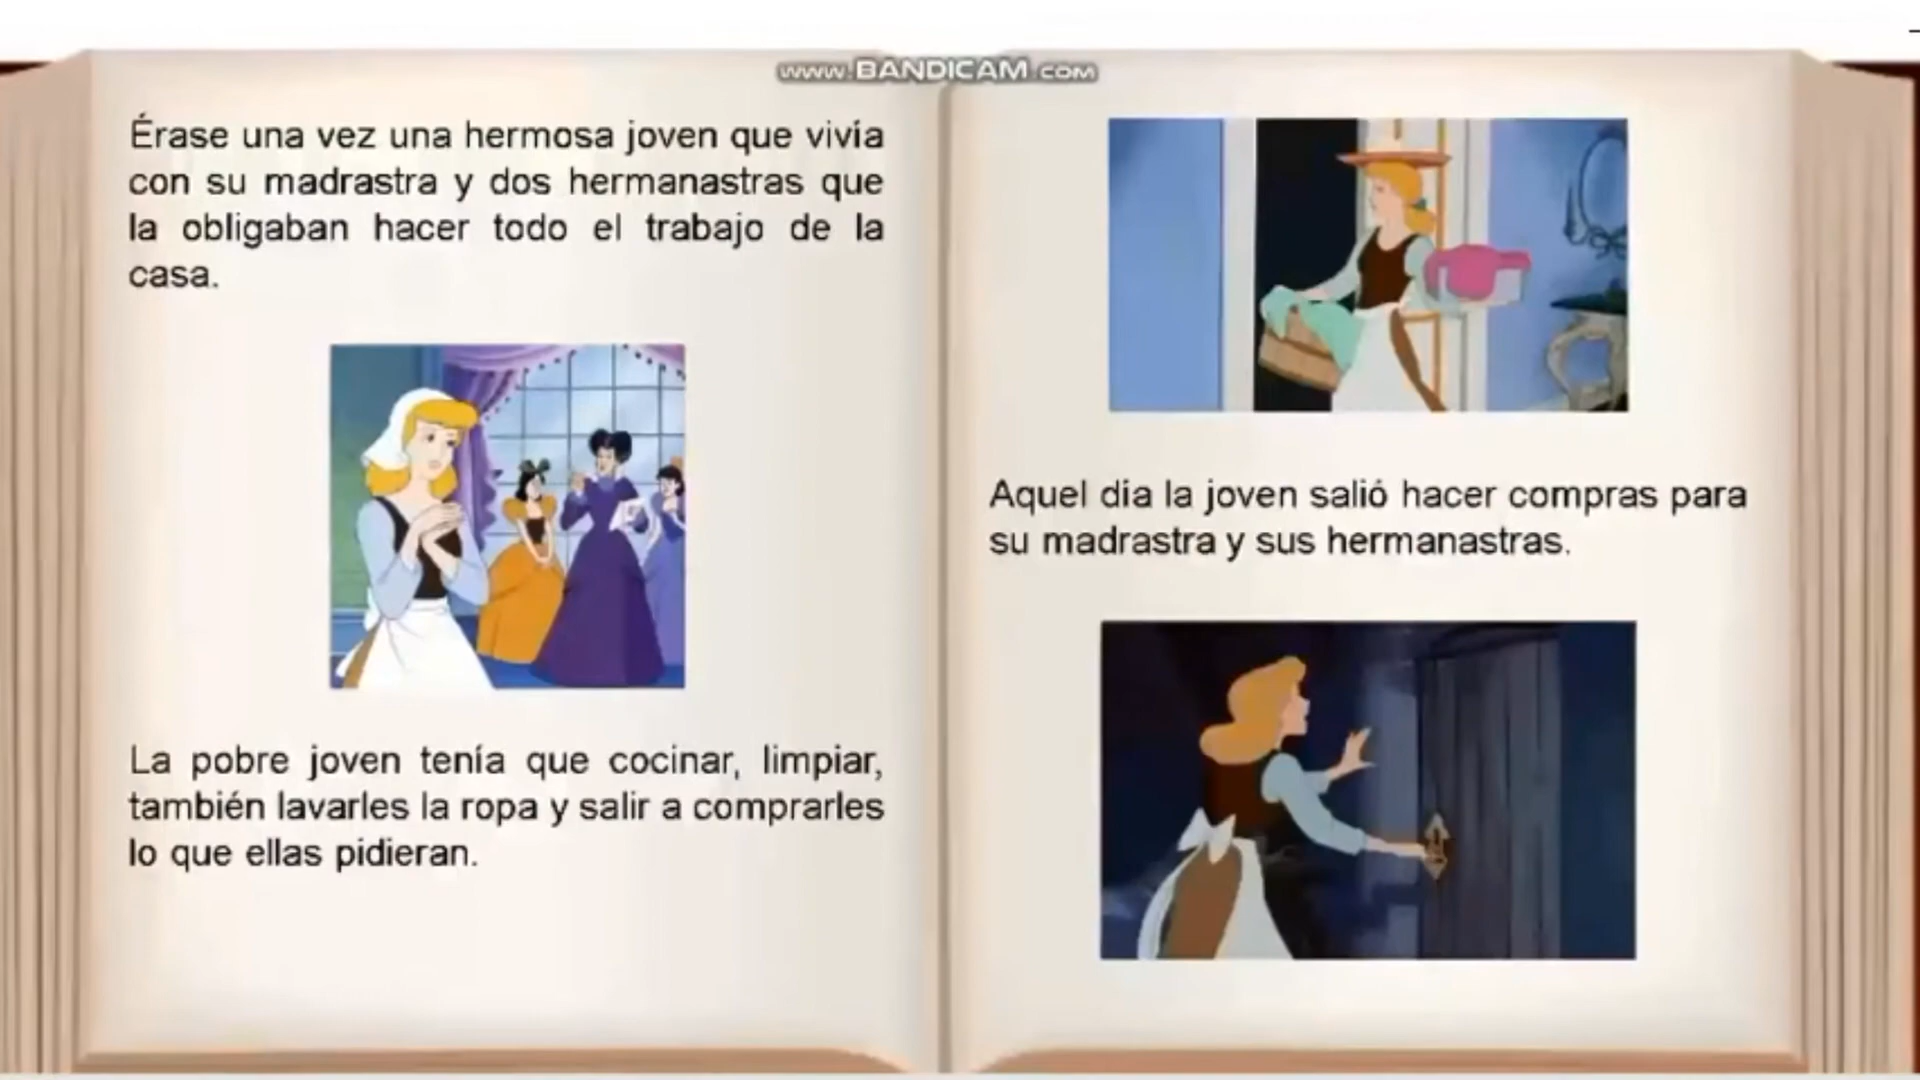 www.BANDICAM.com
Érase una vez una hermosa joven que vivía
con su madrastra y dos hermanastras que
la obligaban hacer todo el trabajo de la
casa.
La pobre joven tenía que cocinar, limpiar,
también lavarles la ropa y salir a comprarles
lo que ellas pidieran.
Aquel día la joven salió hacer compras para
su madrastra y sus hermanastras.